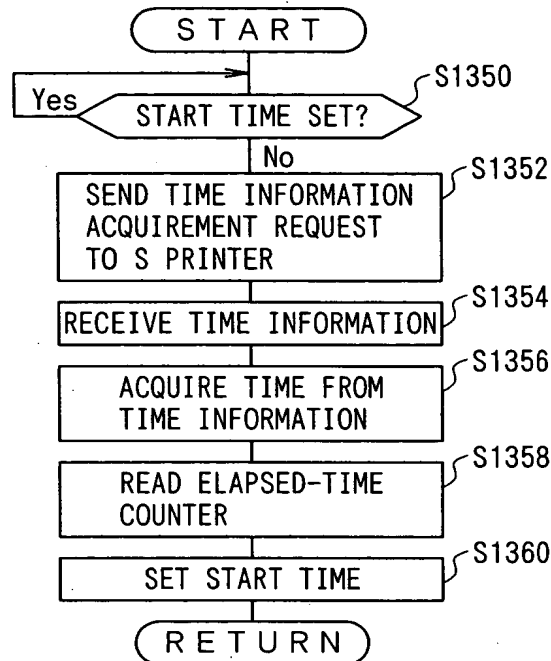 START
S1350
Yes
START TIME SET?
No
S1352
SEND TIME INFORMATION
ACQUIREMENT REQUEST
TO S PRINTER
S1354
RECEIVE TIME INFORMATION
S1356
ACQUIRE TIME FROM
TIME INFORMATION
S1358
READ ELAPSED-TIME
COUNTER
S1360
SET START TIME
RETURN